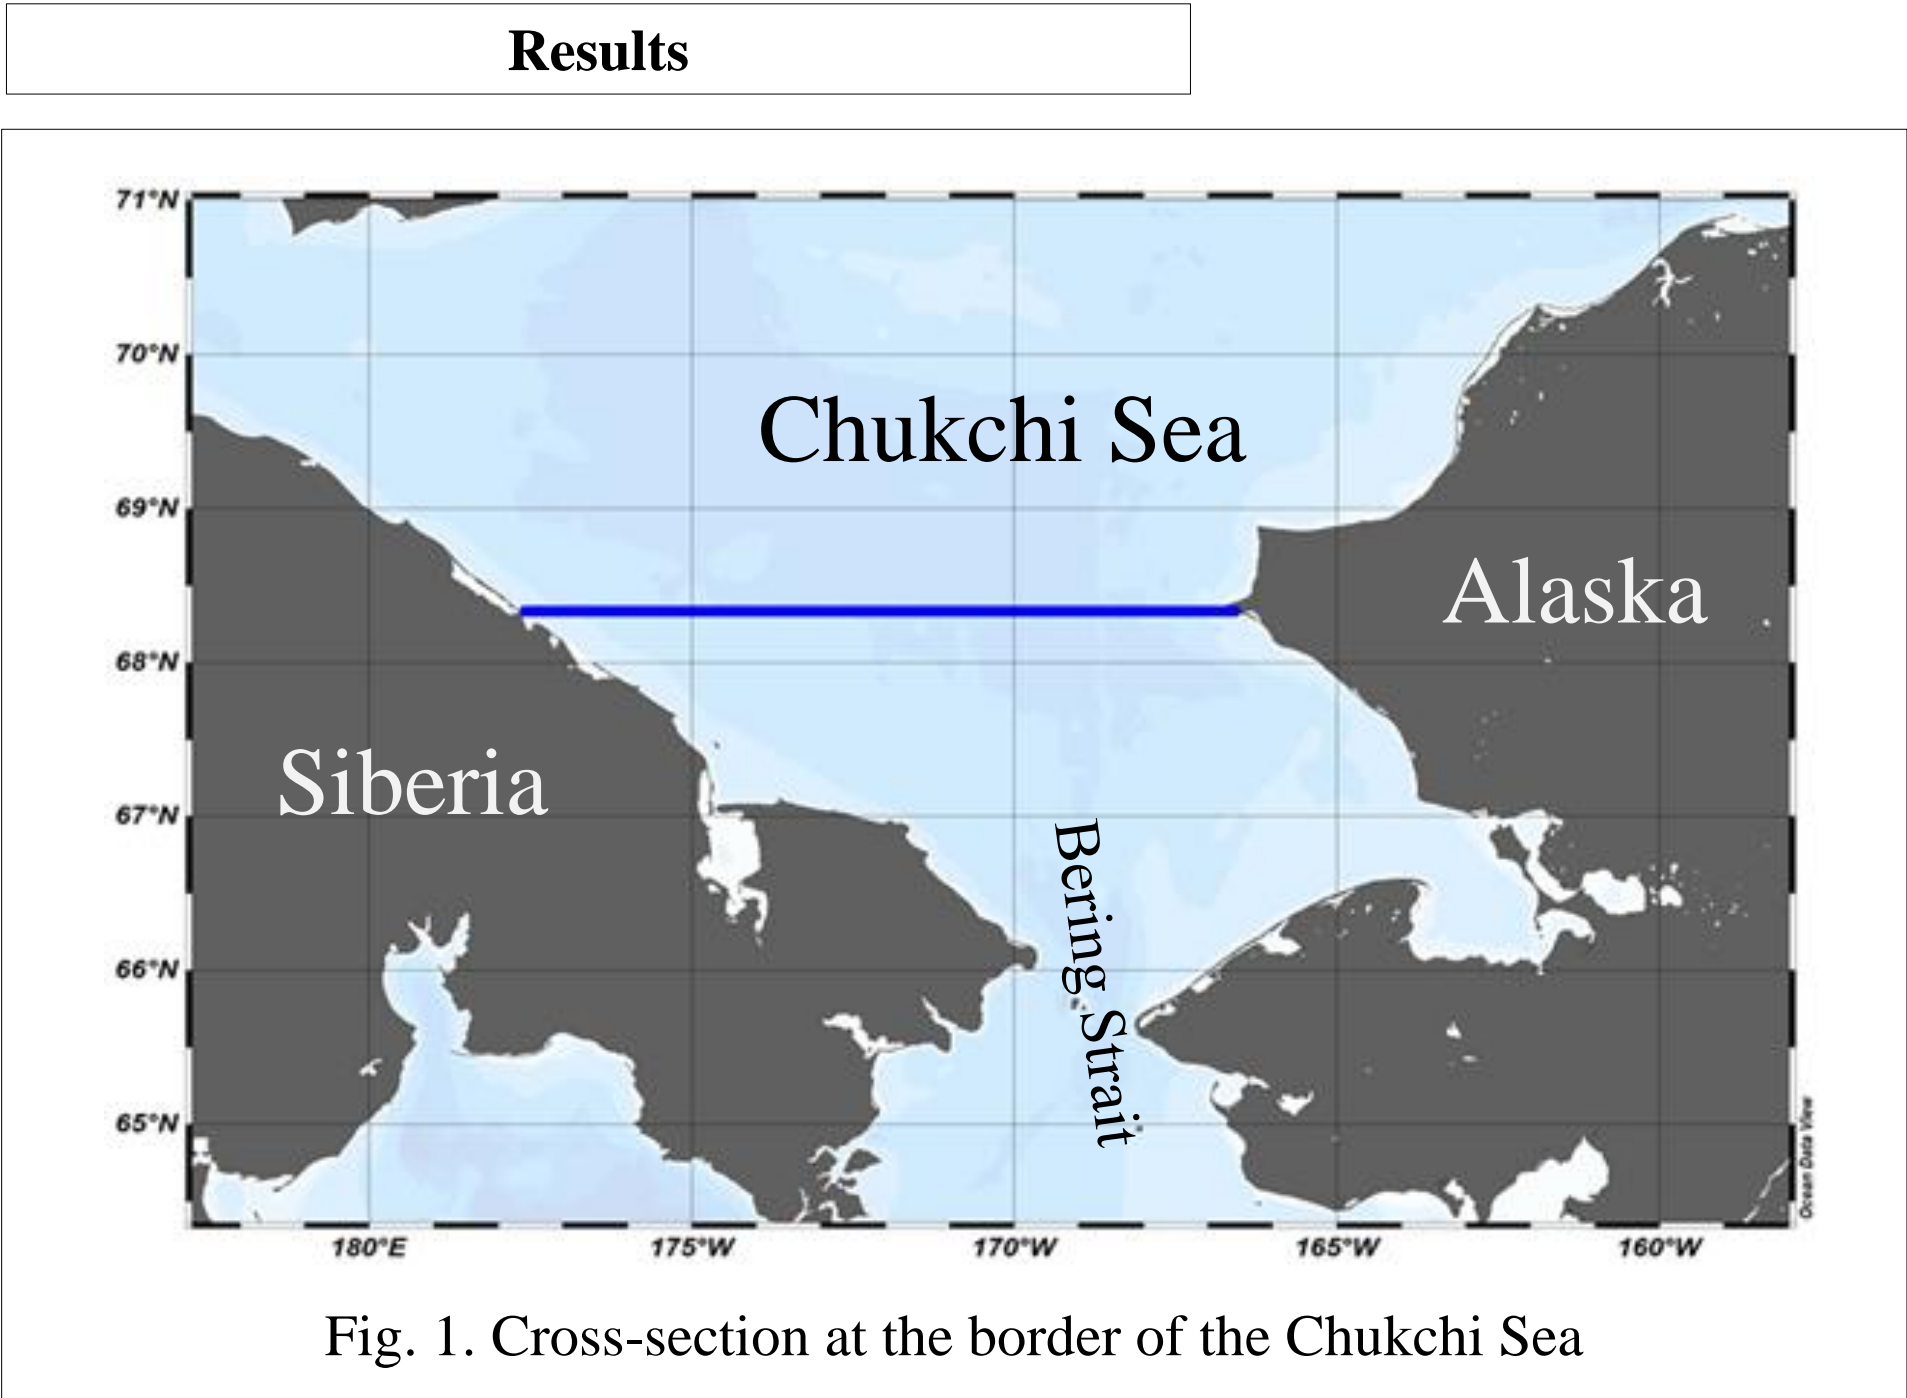 Results
71°N
70°N
Chukchi Sea
69°N
Alaska
68°N
Siberia
67°N
Bering Strait
66°N
65°N
Ocean Data View
180°E
175°W
170°W
165°W
160°W
Fig. 1. Cross-section at the border of the Chukchi Sea